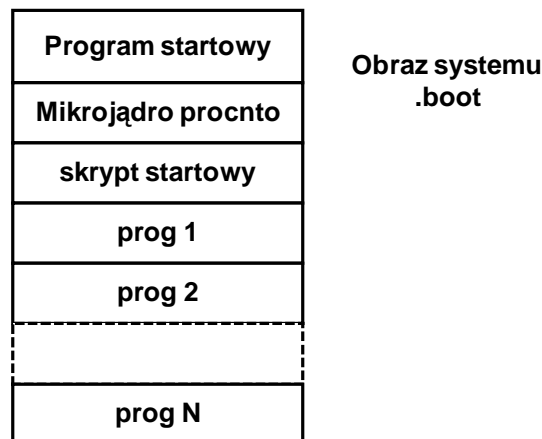 Program startowy
Obraz systemu
.boot
Mikrojądro procnto
skrypt startowy
prog 1
prog 2
prog N